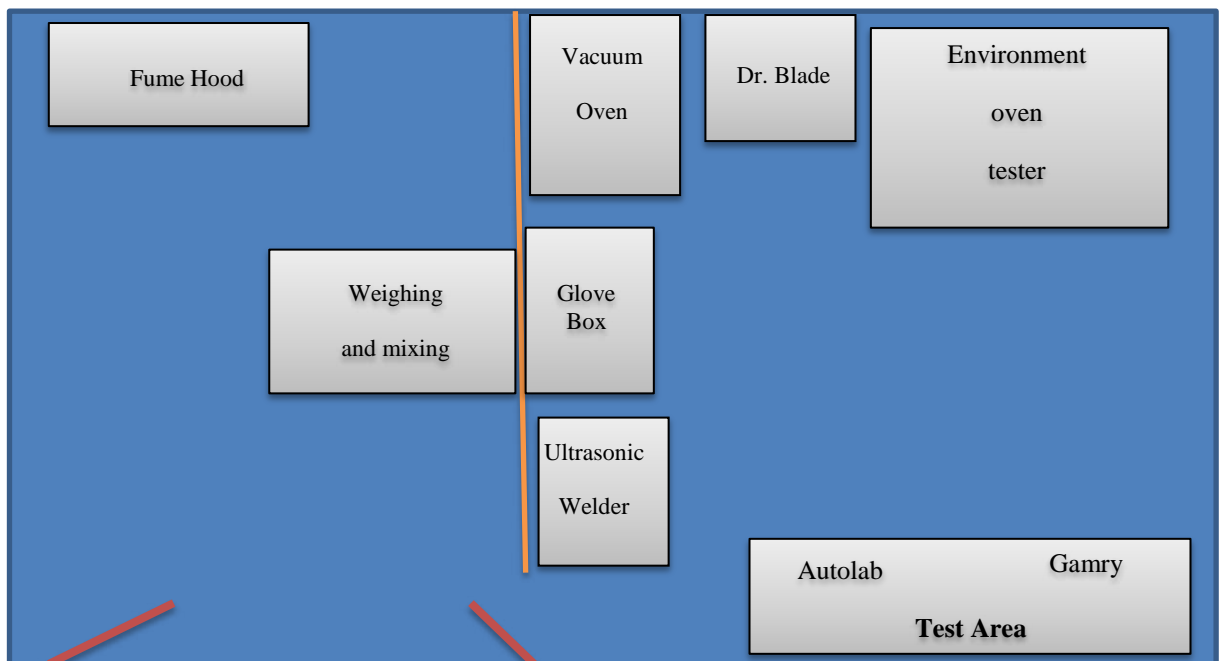 Fume Hood
Vacuum
Oven
Dr. Blade
Environment
oven
tester
Weighing
and mixing
Glove
Box
Ultrasonic
Welder
Autolab
Gamry
Test Area